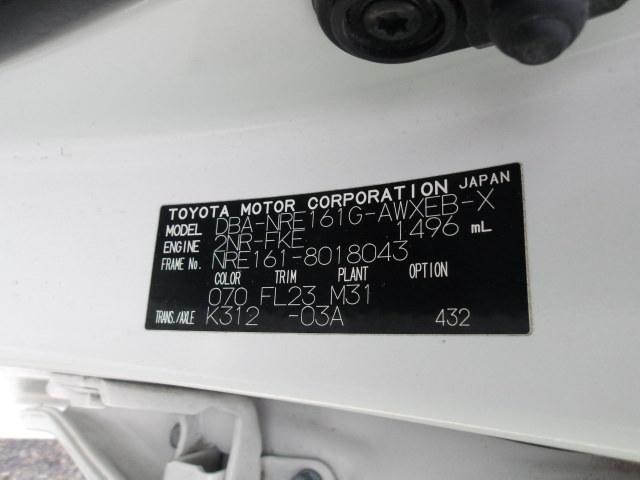 TOYOTA MOTOR CORPORATION JAPAN
MODEL DBA-NRE161G-AWXEB-X
ENGINE 2NR-FKE 1496 mL
FRAME No. NRE161-8018043
COLOR TRIM PLANT OPTION
070 FL23 M31
TRANS./AXLE K312 -03A 432